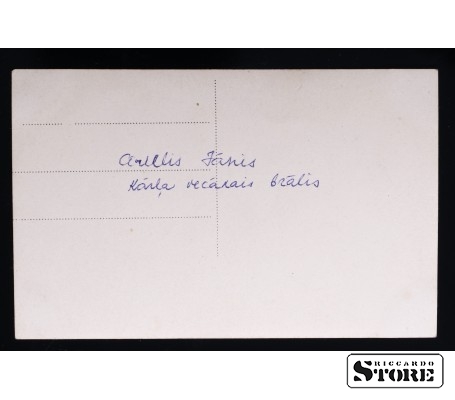 Jānis
Kārļa vecākais brālis
RICCARDO
STORE